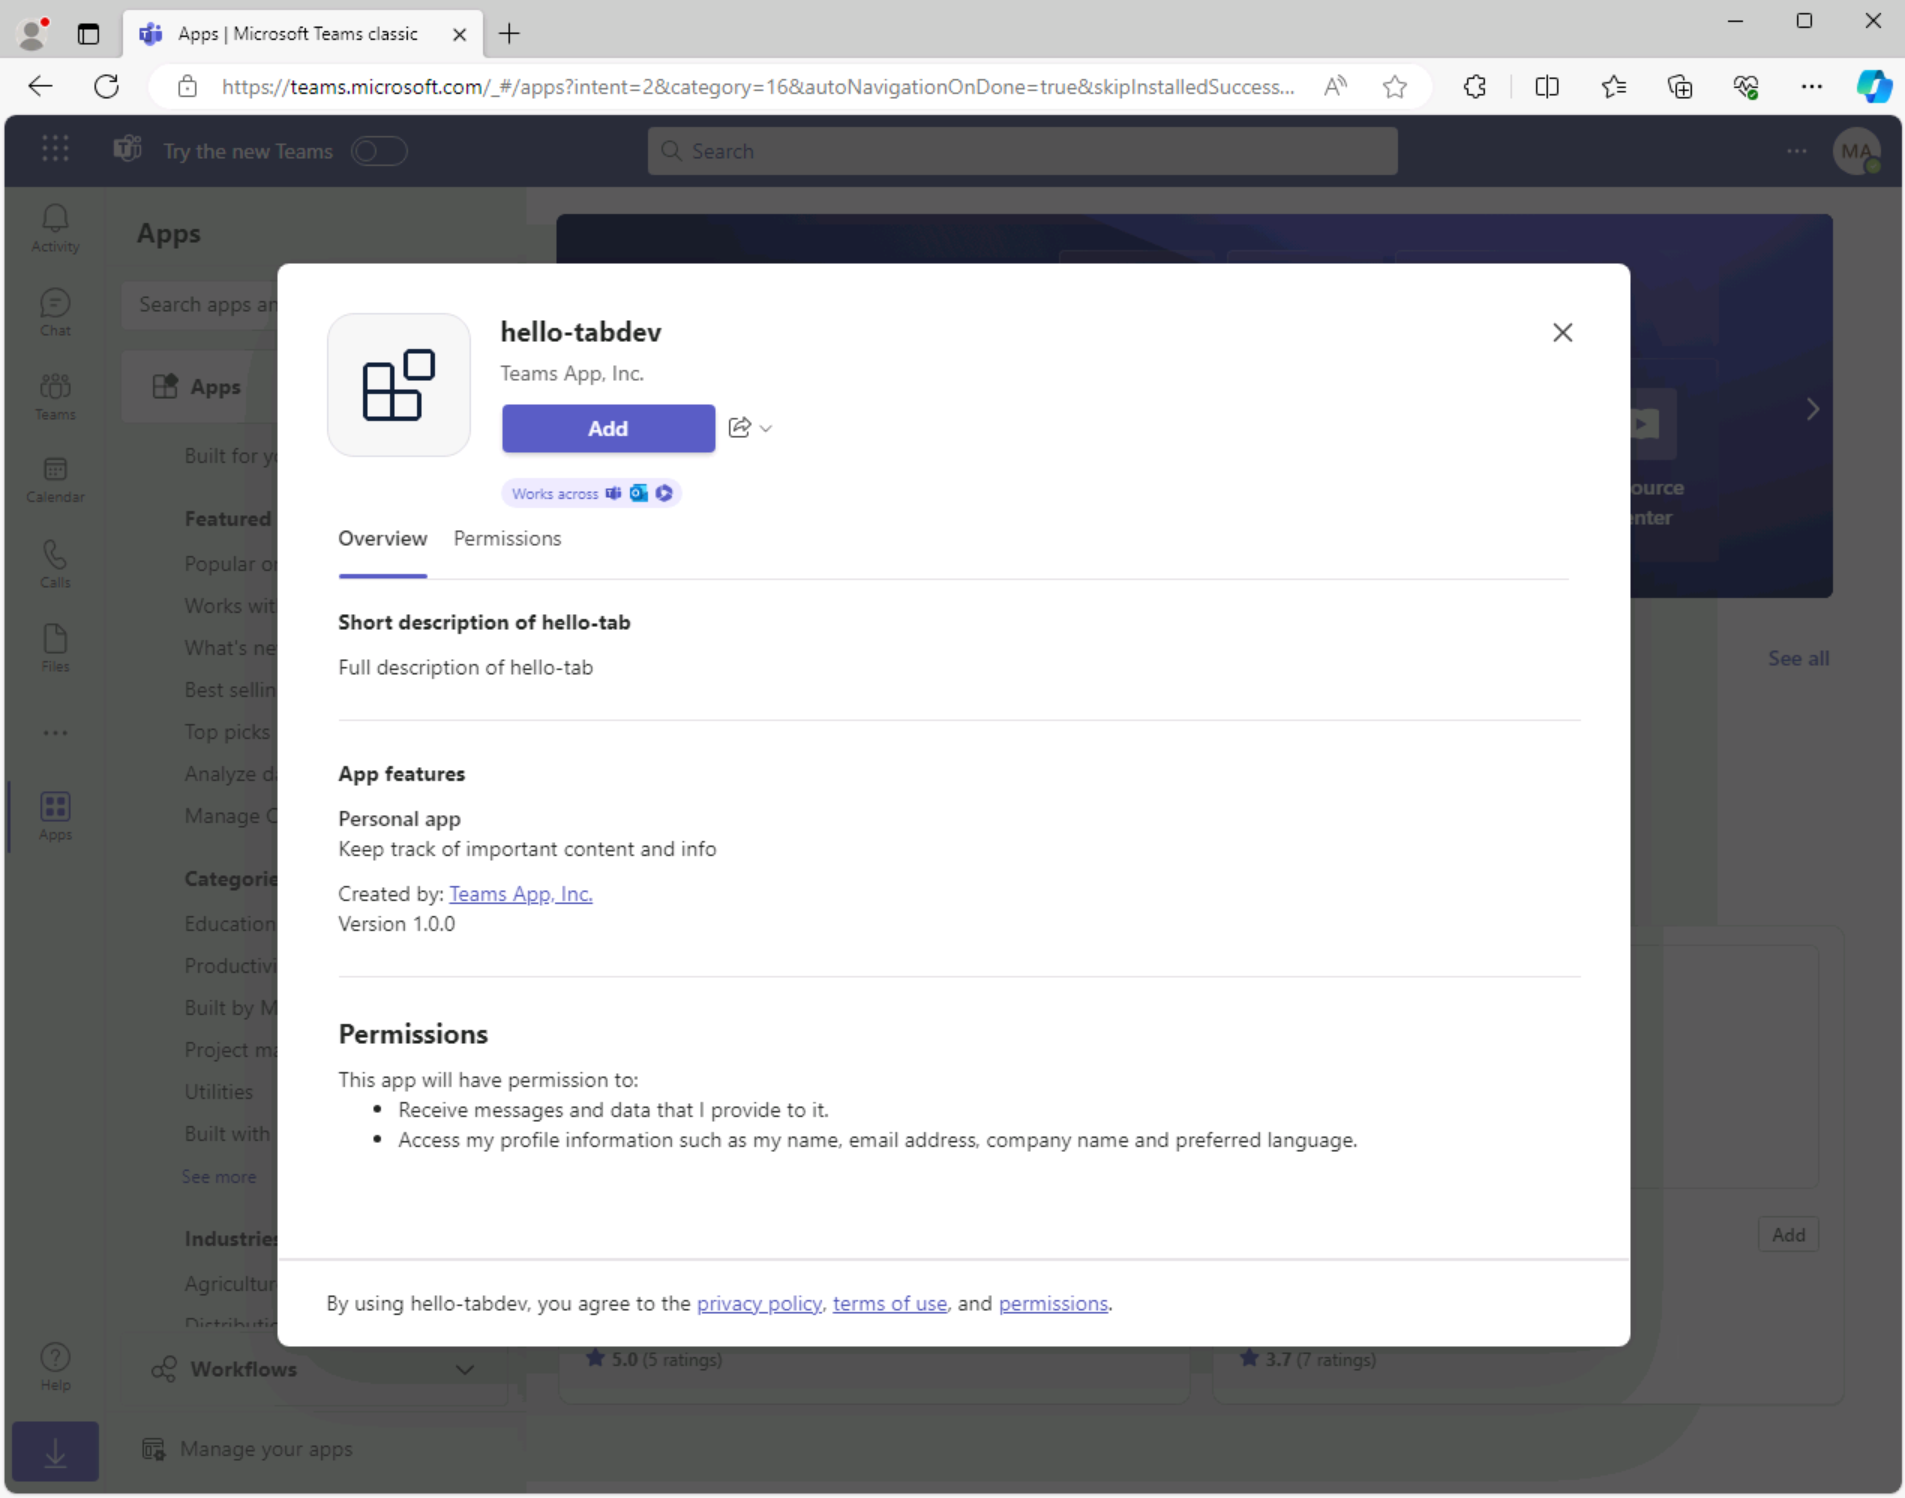 Apps | Microsoft Teams classic
https://teams.microsoft.com/_#/apps?intent=2&category=16&autoNavigationOnDone=true&skipInstalledSuccess...
Try the new Teams
Search
MA
Activity
Chat
Teams
Calendar
Calls
Files
Apps
Help
Apps
Search apps
Apps
Built for
Featured
Popular
Works
What's
Best
Top picks
Analyze
Manage
Categorie
Education
Productivi
Built by
Project
Utilities
Built with
See more
Industries
Agricultur
Distributi
Workflows
Manage your apps
hello-tabdev
Teams App, Inc.
Add
Works across
Overview
Permissions
Short description of hello-tab
Full description of hello-tab
App features
Personal app
Keep track of important content and info
Created by: Teams App, Inc.
Version 1.0.0
Permissions
This app will have permission to:
• Receive messages and data that I provide to it.
• Access my profile information such as my name, email address, company name and preferred language.
By using hello-tabdev, you agree to the privacy policy, terms of use, and permissions.
ource
enter
See all
Add
5.0 (5 ratings)
3.7 (7 ratings)